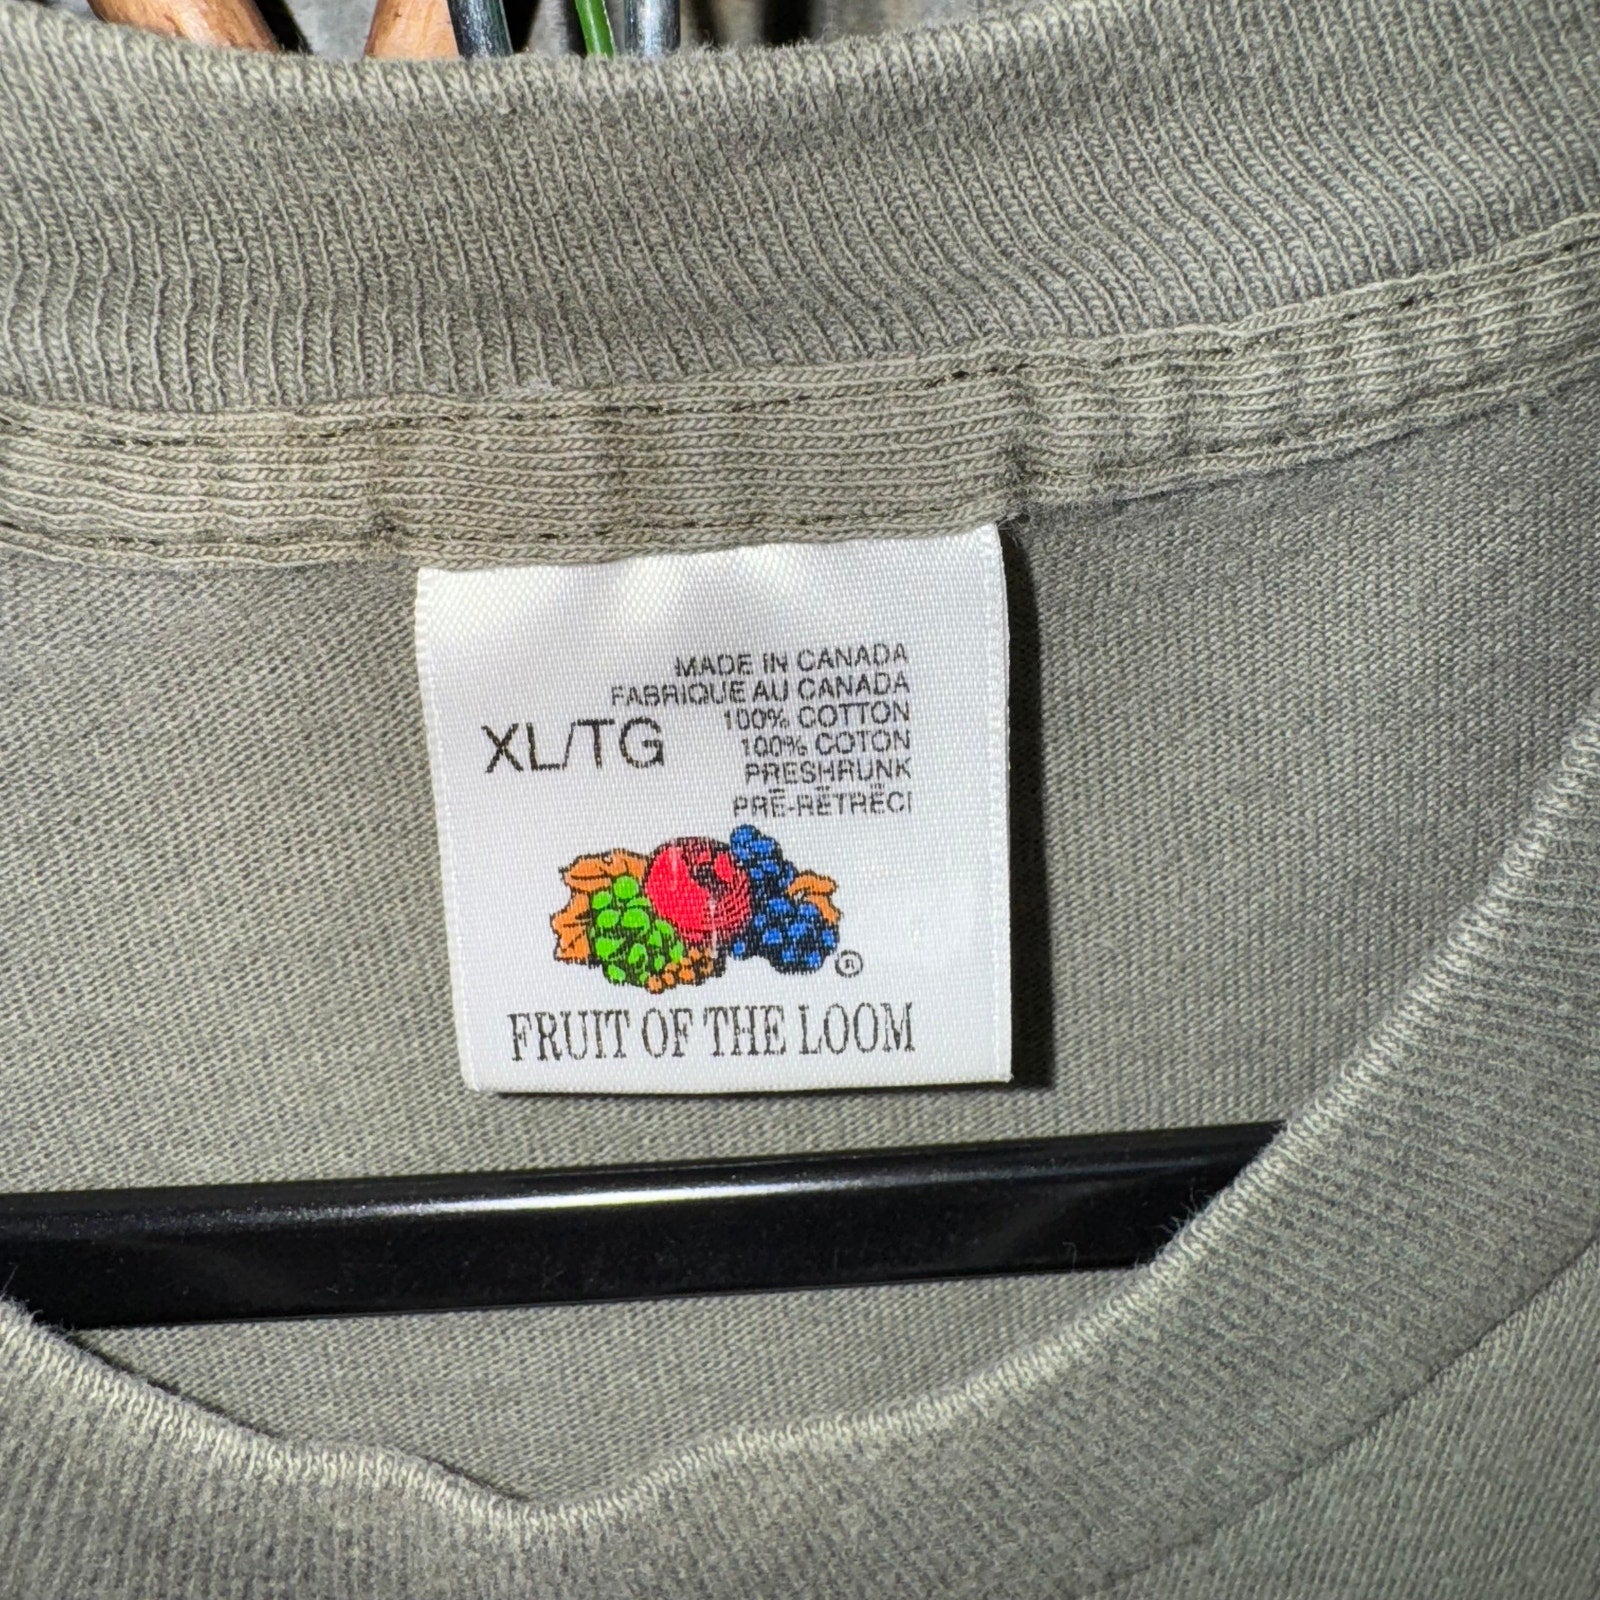 MADE IN CANADA
FABRIQUE AU CANADA
100% COTTON
XL/TG
100% COTON
PRESHRUNK
PRÉ-RÉTRÉCI
®
FRUIT OF THE LOOM